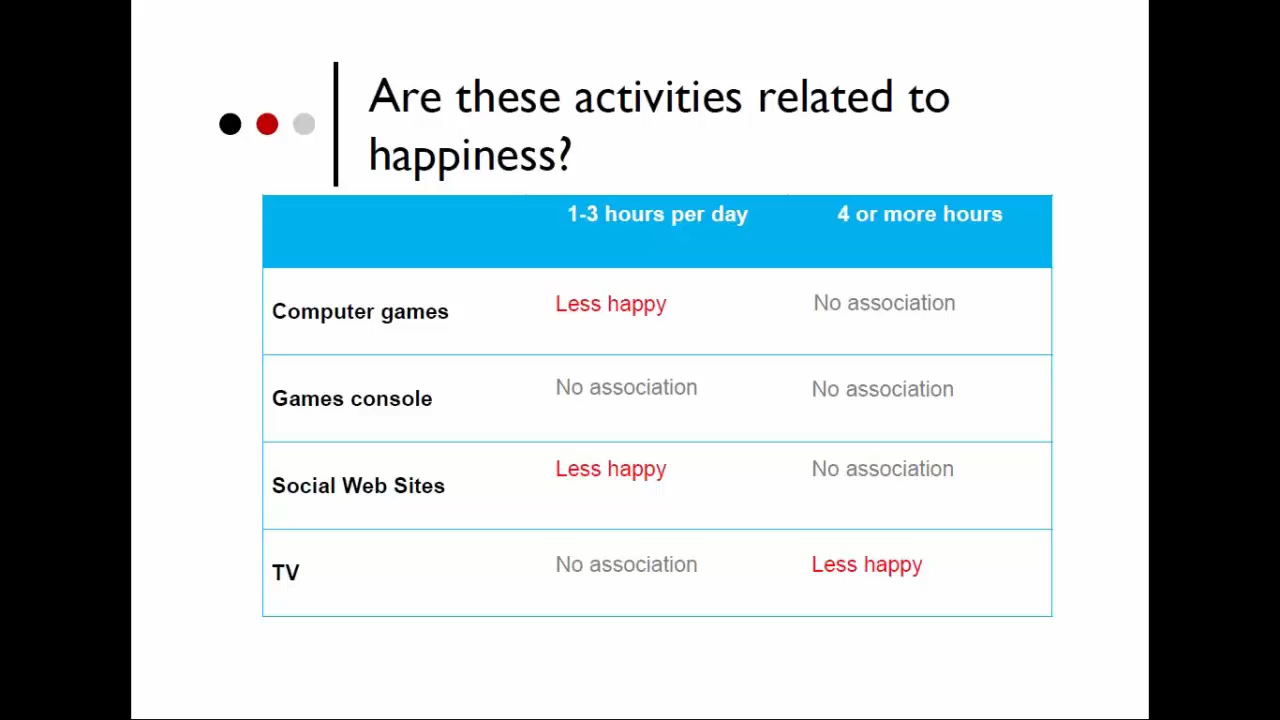 Are these activities related to
happiness?
1-3 hours per day 4 or more hours
Computer games Less happy No association
Games console No association No association
Social Web Sites Less happy No association
TV No association Less happy